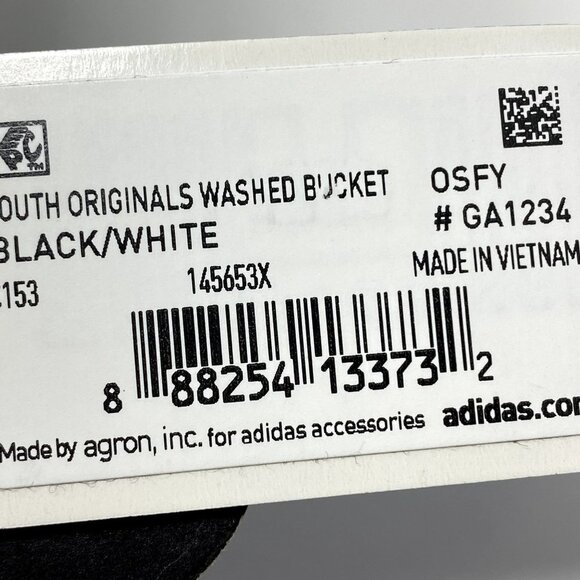 OUTH ORIGINALS WASHED BUCKET OSFY
BLACK/WHITE # GA1234
153 145653X MADE IN VIETNAM
8 88254 13373 2
Made by agron, inc. for adidas accessories adidas.com